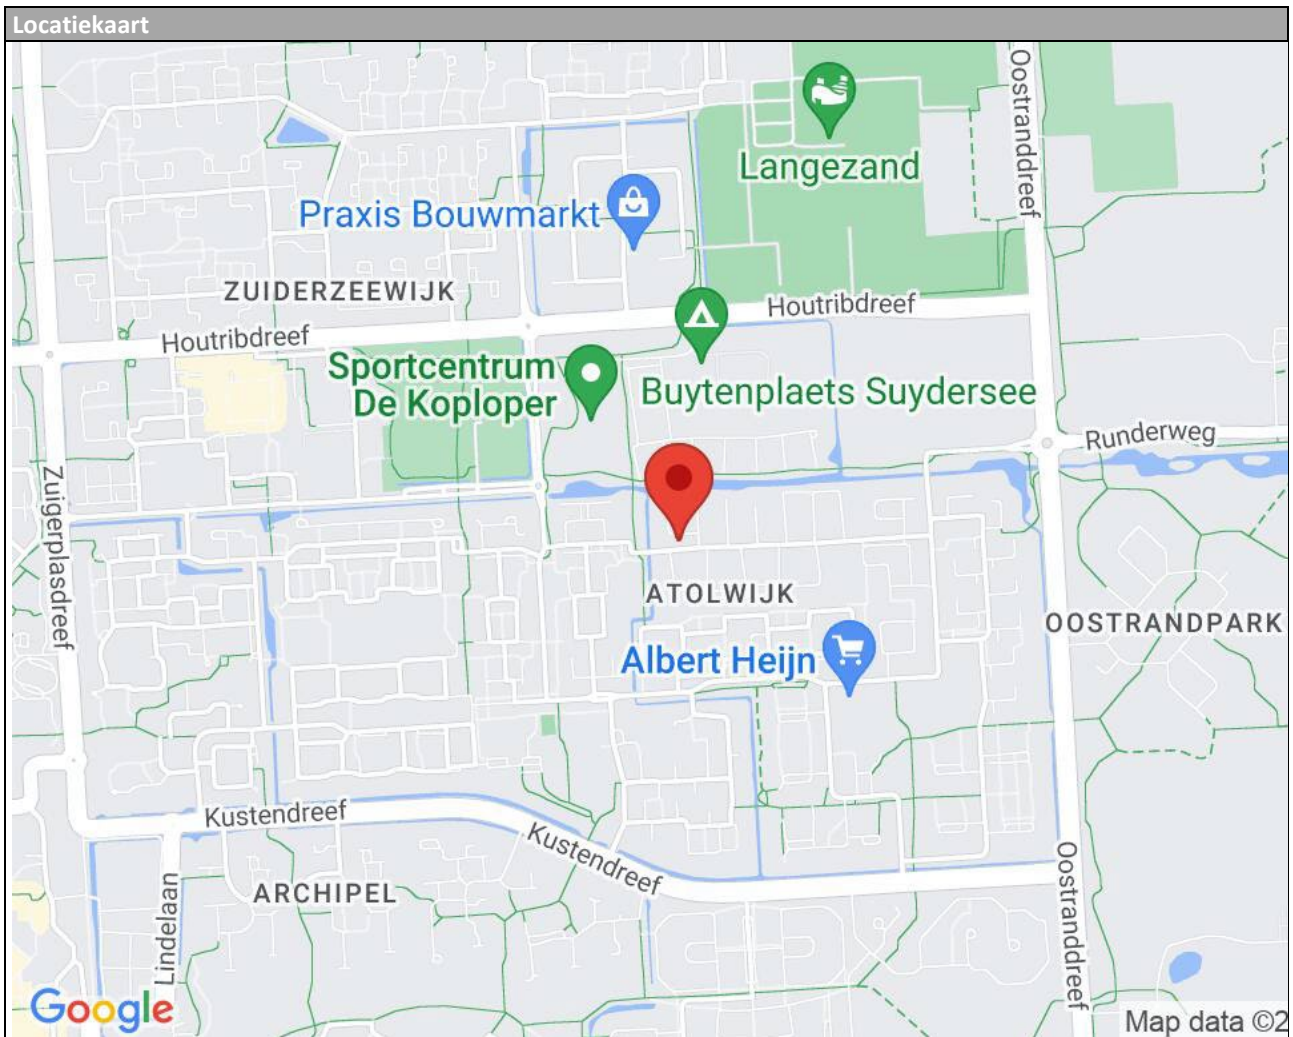 Locatiekaart
Oostranddreef
Langezand
Praxis Bouwmarkt
ZUIDERZEEWIJK
Houtribdreef
Houtribdreef
Sportcentrum
De Koploper
Buytenplaets Suydersee
Runderweg
Zuigerplasdreef
ATOLWIJK
OOSTRANDPARK
Albert Heijn
Kustendreef
Kustendreef
Oostranddreef
ARCHIPEL
Lindelaan
Google
Map data ©2